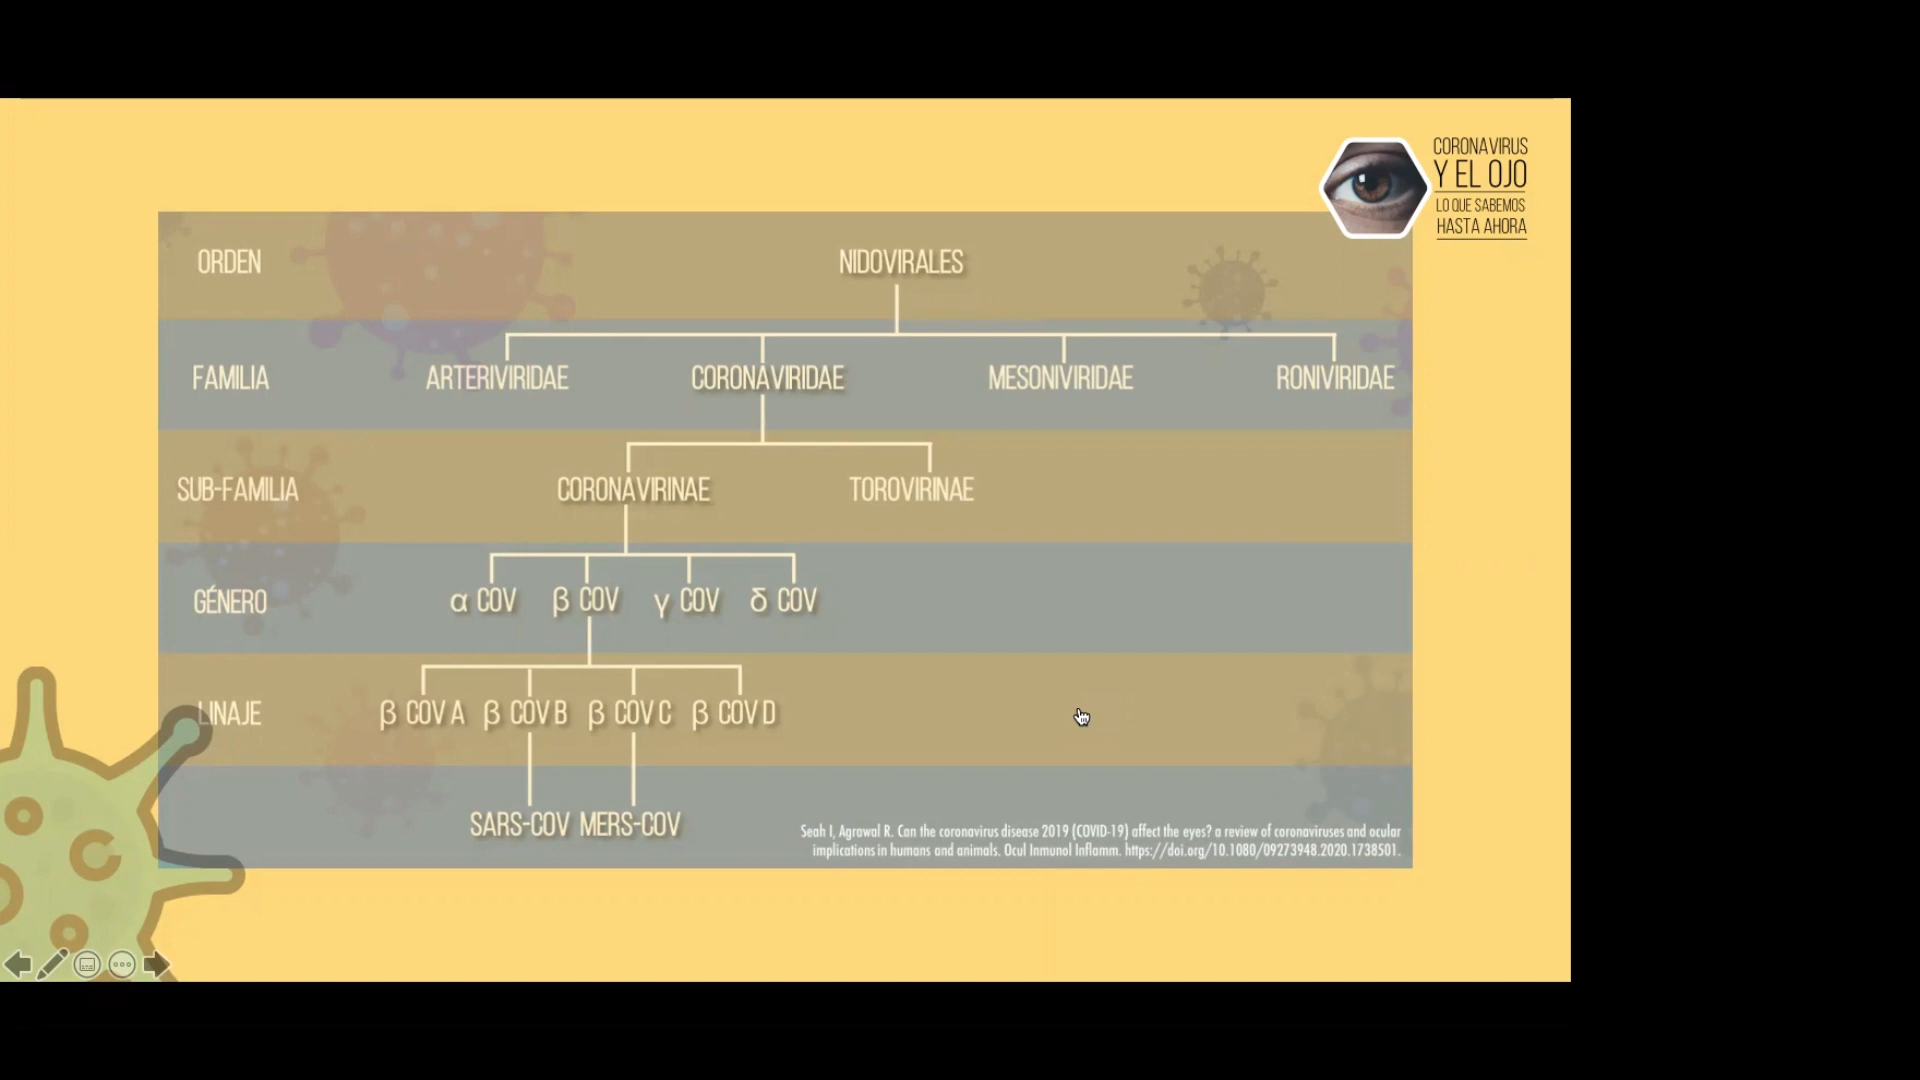 CORONAVIRUS
Y EL OJO
LO QUE SABEMOS
HASTA AHORA
ORDEN NIDOVIRALES
FAMILIA ARTERIVIRIDAE CORONAVIRIDAE MESONIVIRIDAE RONIVIRIDAE
SUB-FAMILIA CORONAVIRINAE TOROVIRINAE
GÉNERO α COV β COV γ COV δ COV
LINAJE β COV A β COV B β COV C β COV D
SARS-COV MERS-COV
Seah I, Agrawal R. Can the coronavirus disease 2019 (COVID-19) affect the eyes? a review of coronaviruses and ocular
implications in humans and animals. Ocul Inmunol Inflamm. https://doi.org/10.1080/09273948.2020.1738501.